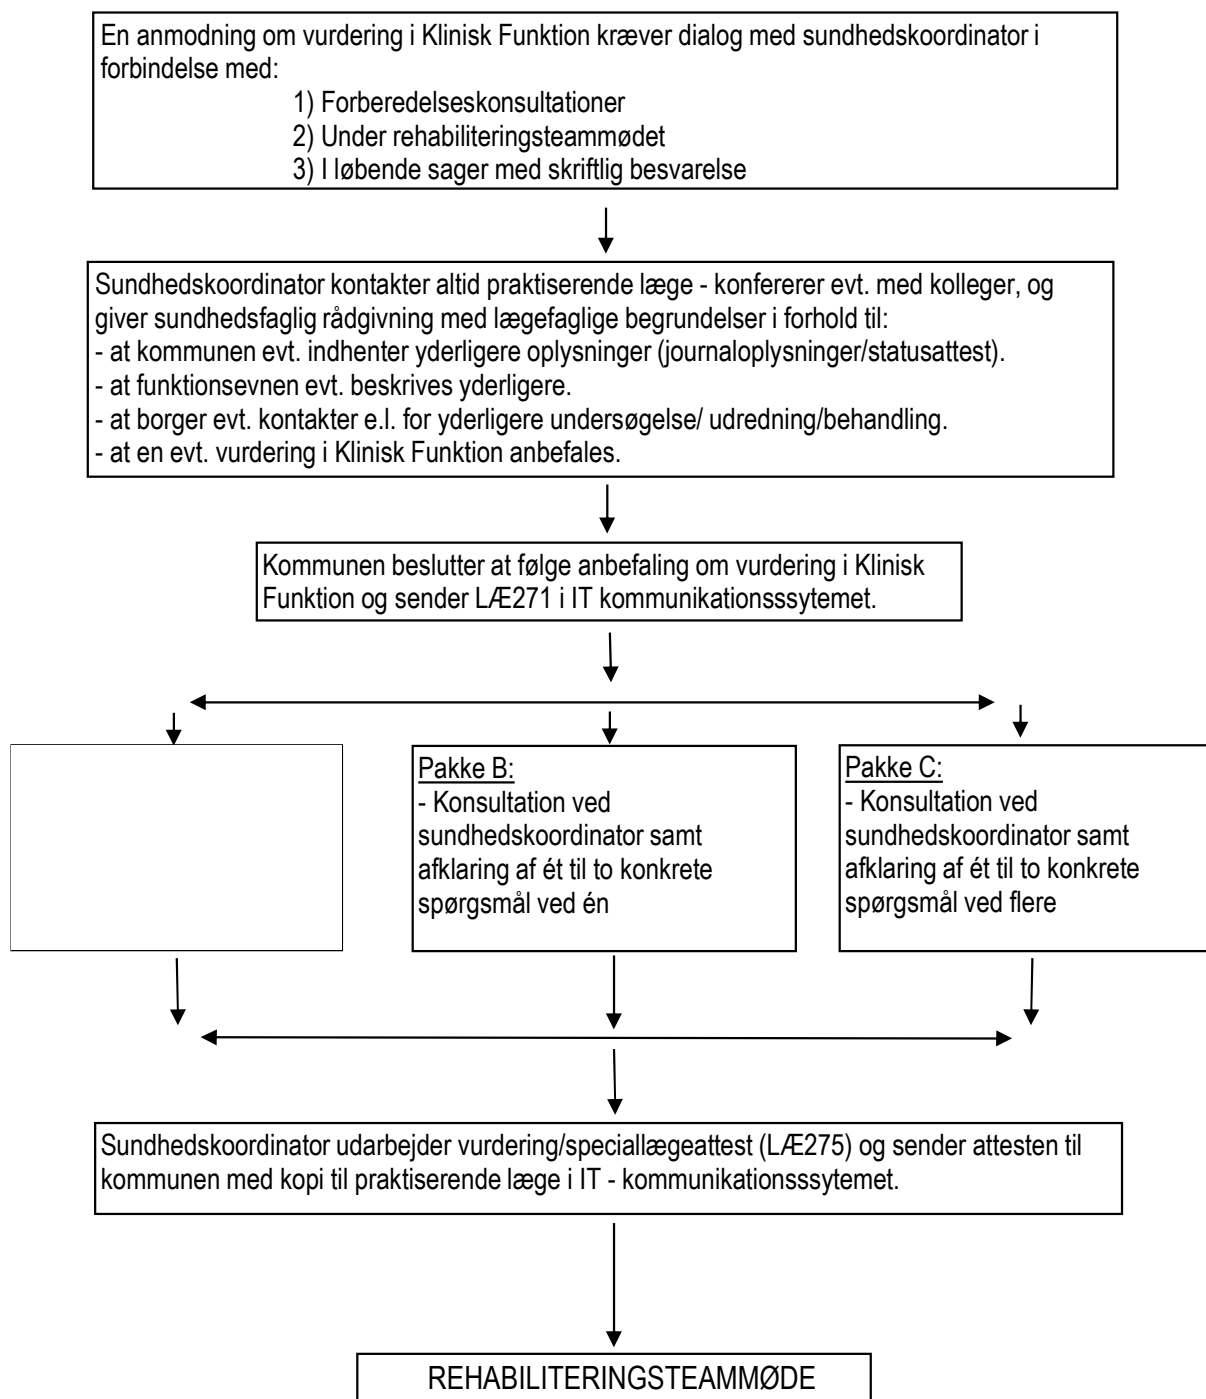 En anmodning om vurdering i Klinisk Funktion kræver dialog med sundhedskoordinator i
forbindelse med:
1) Forberedelseskonsultationer
2) Under rehabiliteringsteammødet
3) I løbende sager med skriftlig besvarelse
Sundhedskoordinator kontakter altid praktiserende læge - konfererer evt. med kolleger, og
giver sundhedsfaglig rådgivning med lægefaglige begrundelser i forhold til:
- at kommunen evt. indhenter yderligere oplysninger (journaloplysninger/statusattest).
- at funktionsevnen evt. beskrives yderligere.
- at borger evt. kontakter e.l. for yderligere undersøgelse/ udredning/behandling.
- at en evt. vurdering i Klinisk Funktion anbefales.
Kommunen beslutter at følge anbefaling om vurdering i Klinisk
Funktion og sender LÆ271 i IT kommunikationsssytemet.
Pakke B:
- Konsultation ved
sundhedskoordinator samt
afklaring af ét til to konkrete
spørgsmål ved én
Pakke C:
- Konsultation ved
sundhedskoordinator samt
afklaring af ét til to konkrete
spørgsmål ved flere
Sundhedskoordinator udarbejder vurdering/speciallægeattest (LÆ275) og sender attesten til
kommunen med kopi til praktiserende læge i IT - kommunikationsssytemet.
REHABILITERINGSTEAMMØDE